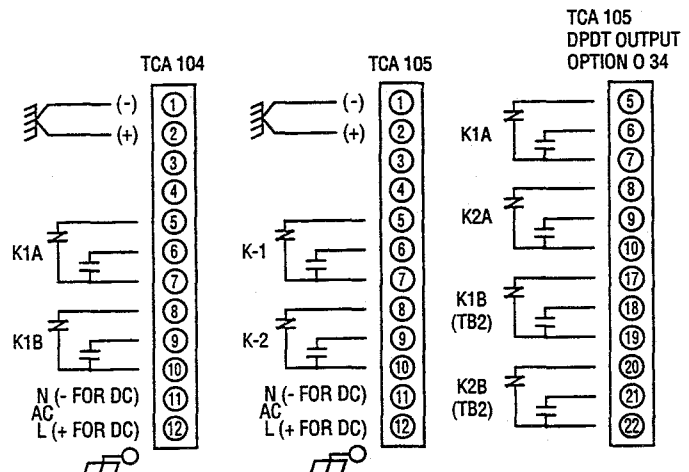 TCA 104
(-)
(+)
1
2
3
4
5
6
7
8
9
10
11
12
K1A
K1B
N (- FOR DC)
AC
L (+ FOR DC)
TCA 105
(-)
(+)
1
2
3
4
5
6
7
8
9
10
11
12
K-1
K-2
N (- FOR DC)
AC
L (+ FOR DC)
TCA 105
DPDT OUTPUT
OPTION O 34
5
6
7
8
9
10
17
18
19
20
21
22
K1A
K2A
K1B
(TB2)
K2B
(TB2)